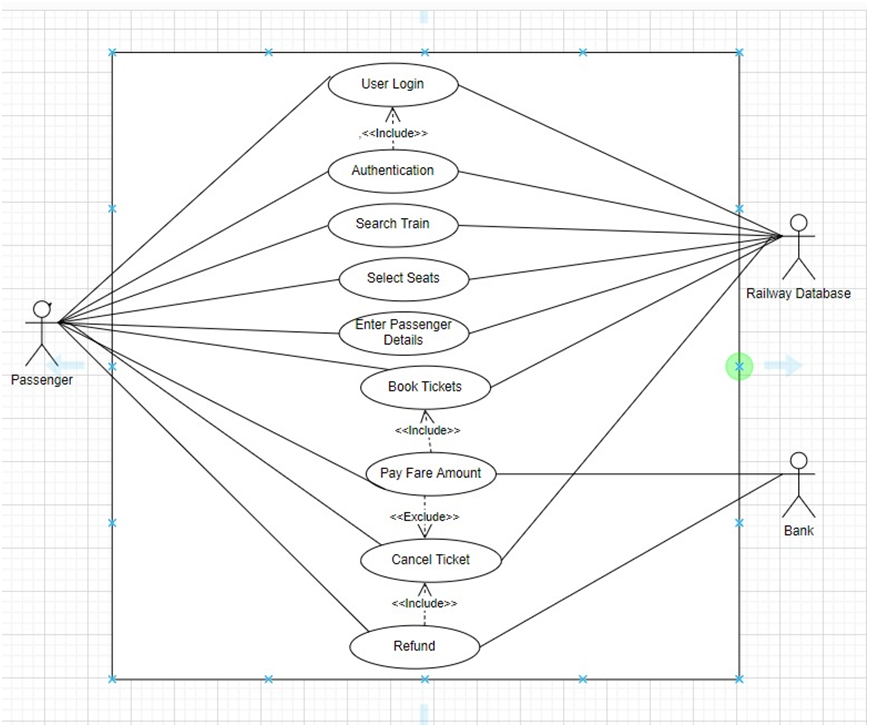 User Login
,<<Include>>
Authentication
Search Train
Select Seats
Railway Database
Enter Passenger
Details
Passenger
Book Tickets
<<Include>>
Pay Fare Amount
<<Exclude>>
Bank
Cancel Ticket
<<Include>>
Refund